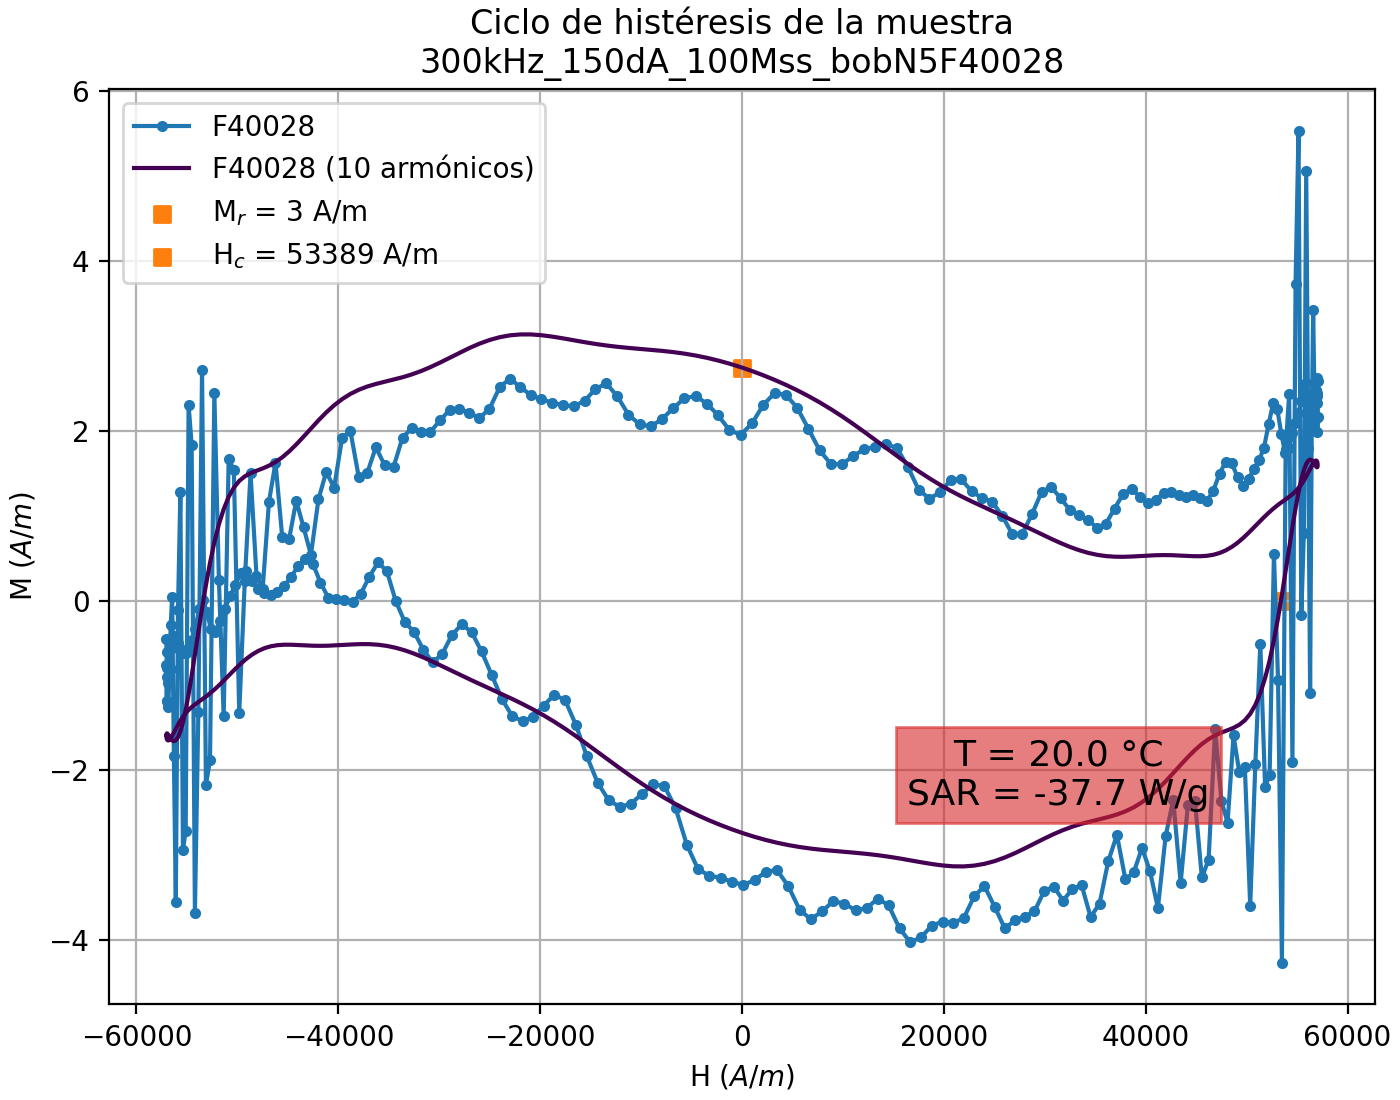 Ciclo de histéresis de la muestra
300kHz_150dA_100Mss_bobN5F40028
F40028
F40028 (10 armónicos)
Mᵣ = 3 A/m
H_c = 53389 A/m
6
4
2
0
−2
−4
M (A/m)
T = 20.0 °C
SAR = -37.7 W/g
−60000 −40000 −20000 0 20000 40000 60000
H (A/m)